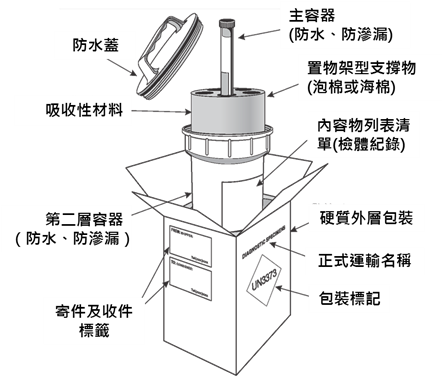 主容器
(防水、防滲漏)
防水蓋
置物架型支撐物
(泡棉或海棉)
吸收性材料
內容物列表清
單(檢體紀錄)
第二層容器
(防水、防滲漏)
硬質外層包裝
DIAGNOSTIC SPECIMENS
正式運輸名稱
UN3373
包裝標記
寄件及收件
標籤